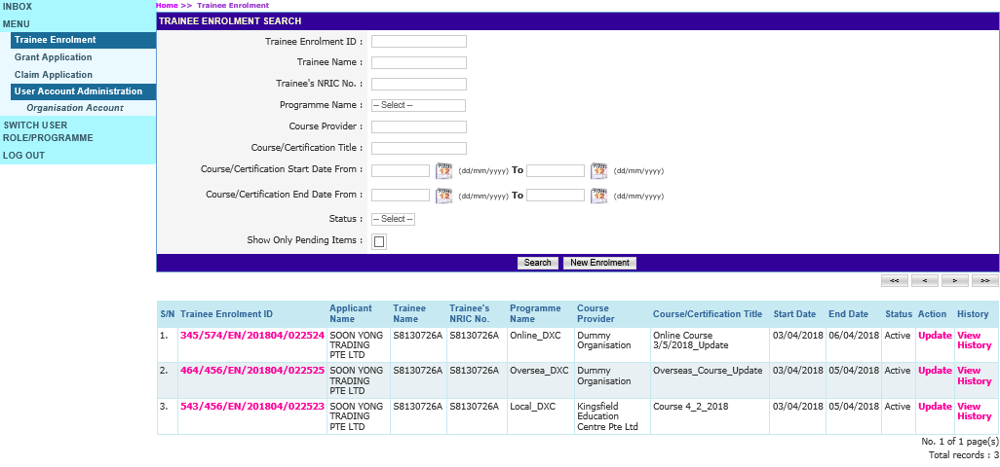 INBOX
MENU
Trainee Enrolment
Grant Application
Claim Application
User Account Administration
Organisation Account
SWITCH USER
ROLE/PROGRAMME
LOG OUT
Home >> Trainee Enrolment
TRAINEE ENROLMENT SEARCH
Trainee Enrolment ID :
Trainee Name :
Trainee's NRIC No. :
Programme Name : -- Select --
Course Provider :
Course/Certification Title :
Course/Certification Start Date From : 12 (dd/mm/yyyy) To 12 (dd/mm/yyyy)
Course/Certification End Date From : 12 (dd/mm/yyyy) To 12 (dd/mm/yyyy)
Status : -- Select --
Show Only Pending Items :
Search New Enrolment
<< < > >>
S/N Trainee Enrolment ID Applicant Name Trainee Name Trainee's NRIC No. Programme Name Course Provider Course/Certification Title Start Date End Date Status Action History
1. 345/574/EN/201804/022524 SOON YONG TRADING PTE LTD S8130726A S8130726A Online_DXC Dummy Organisation Online Course 3/5/2018_Update 03/04/2018 06/04/2018 Active Update View History
2. 464/456/EN/201804/022525 SOON YONG TRADING PTE LTD S8130726A S8130726A Oversea_DXC Dummy Organisation Overseas_Course_Update 03/04/2018 05/04/2018 Active Update View History
3. 543/456/EN/201804/022523 SOON YONG TRADING PTE LTD S8130726A S8130726A Local_DXC Kingsfield Education Centre Pte Ltd Course 4_2_2018 03/04/2018 05/04/2018 Active Update View History
No. 1 of 1 page(s)
Total records : 3